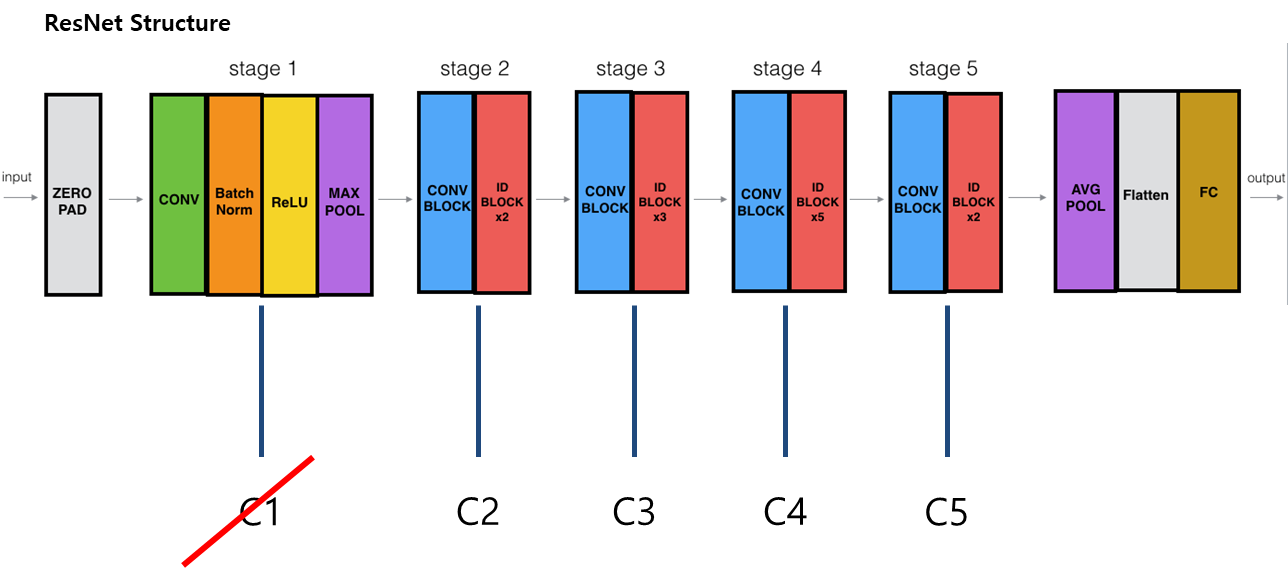 ResNet Structure
stage 1
stage 2
stage 3
stage 4
stage 5
input
ZERO
PAD
CONV
Batch
Norm
ReLU
MAX
POOL
CONV
BLOCK
ID
BLOCK
x2
CONV
BLOCK
ID
BLOCK
x3
CONV
BLOCK
ID
BLOCK
x5
CONV
BLOCK
ID
BLOCK
x2
AVG
POOL
Flatten
FC
output
C1
C2
C3
C4
C5